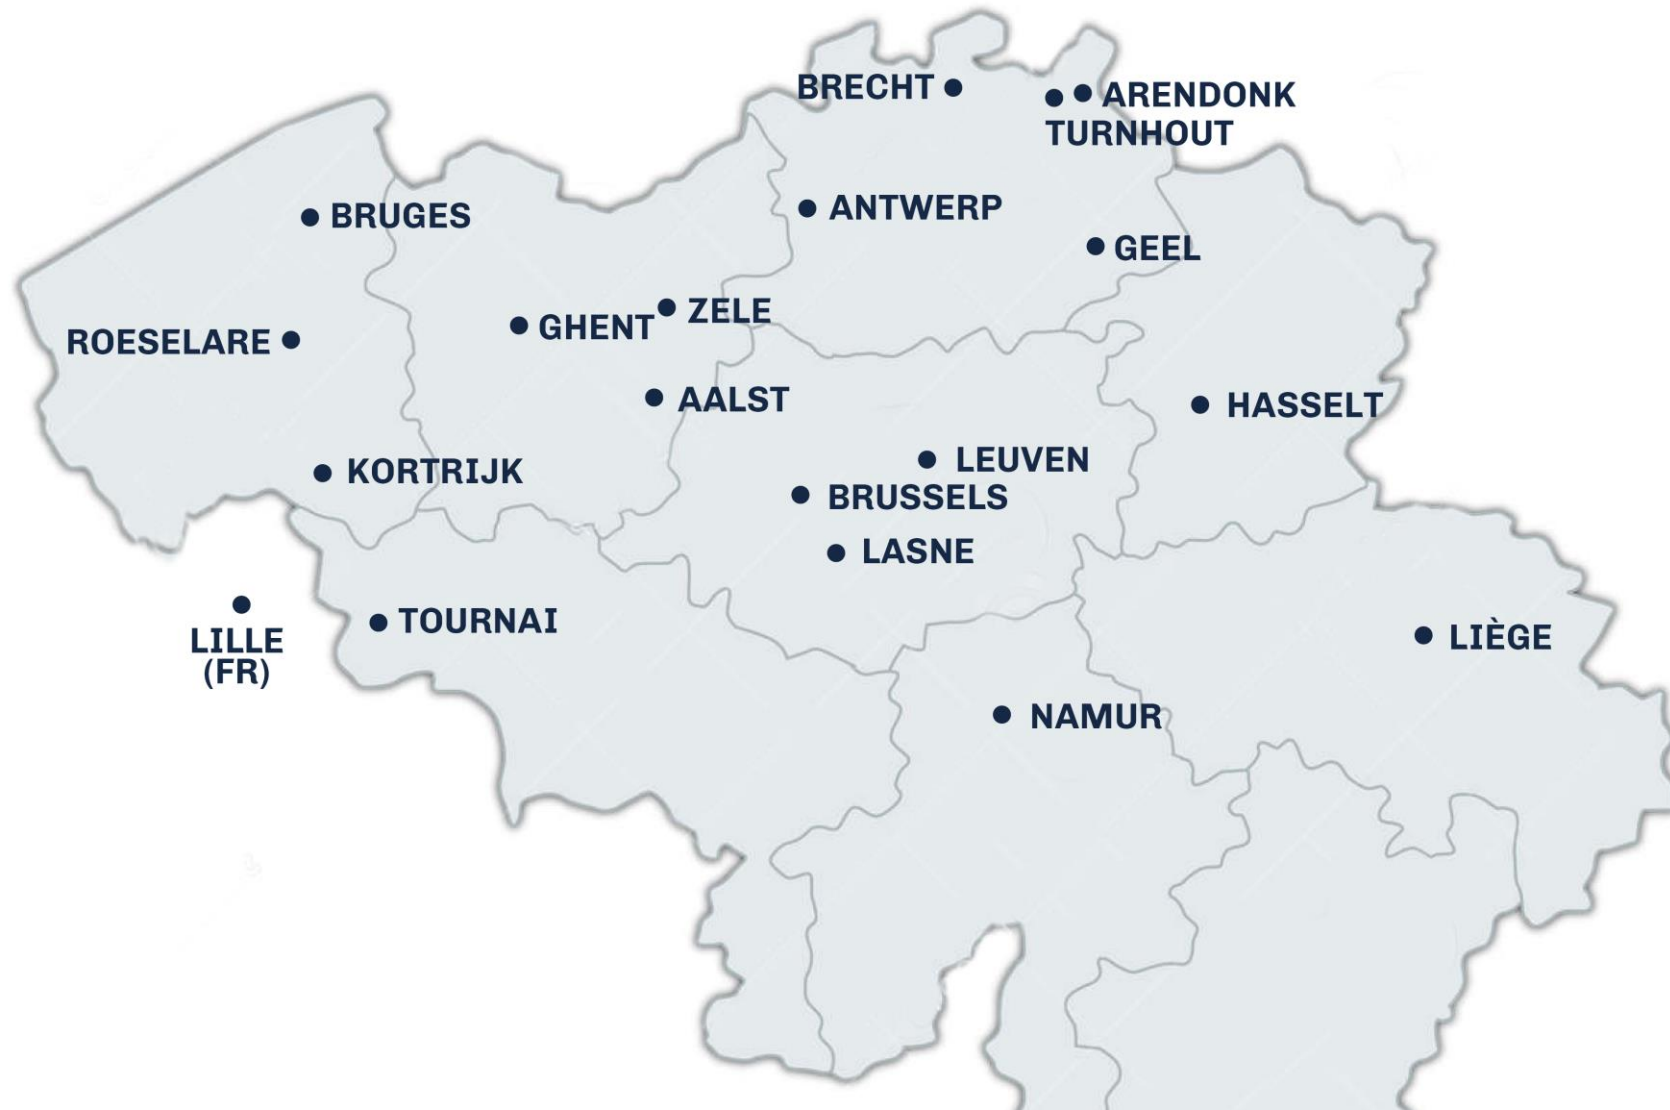 BRECHT
ARENDONK
TURNHOUT
BRUGES
ANTWERP
GEEL
ZELE
GHENT
ROESELARE
AALST
HASSELT
KORTRIJK
LEUVEN
BRUSSELS
LASNE
TOURNAI
LILLE
(FR)
LIÈGE
NAMUR